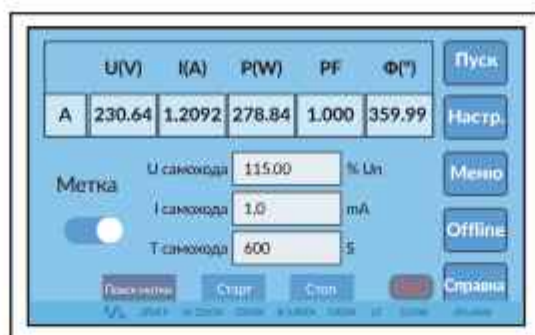 U(V) I(A) P(W) PF Φ(°) Пуск
A 230.64 1.2092 278.84 1.000 359.99 Настр.
Метка
U самохода 115.00 % Un Меню
I самохода 1,0 mA
T самохода 600 S Offline
Поиск метки Старт Стоп Справка